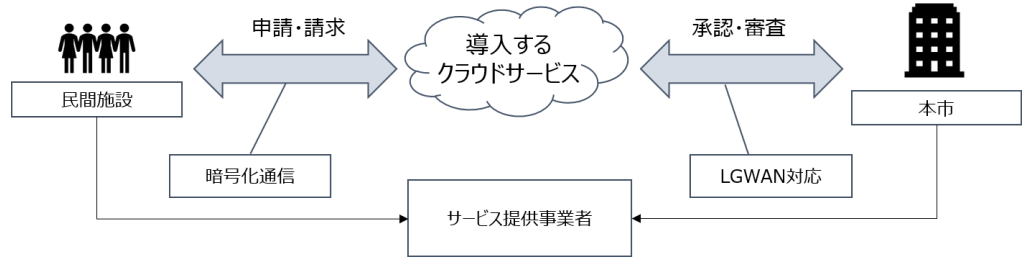 申請・請求
導入する
クラウドサービス
承認・審査
民間施設
本市
暗号化通信
LGWAN対応
サービス提供事業者